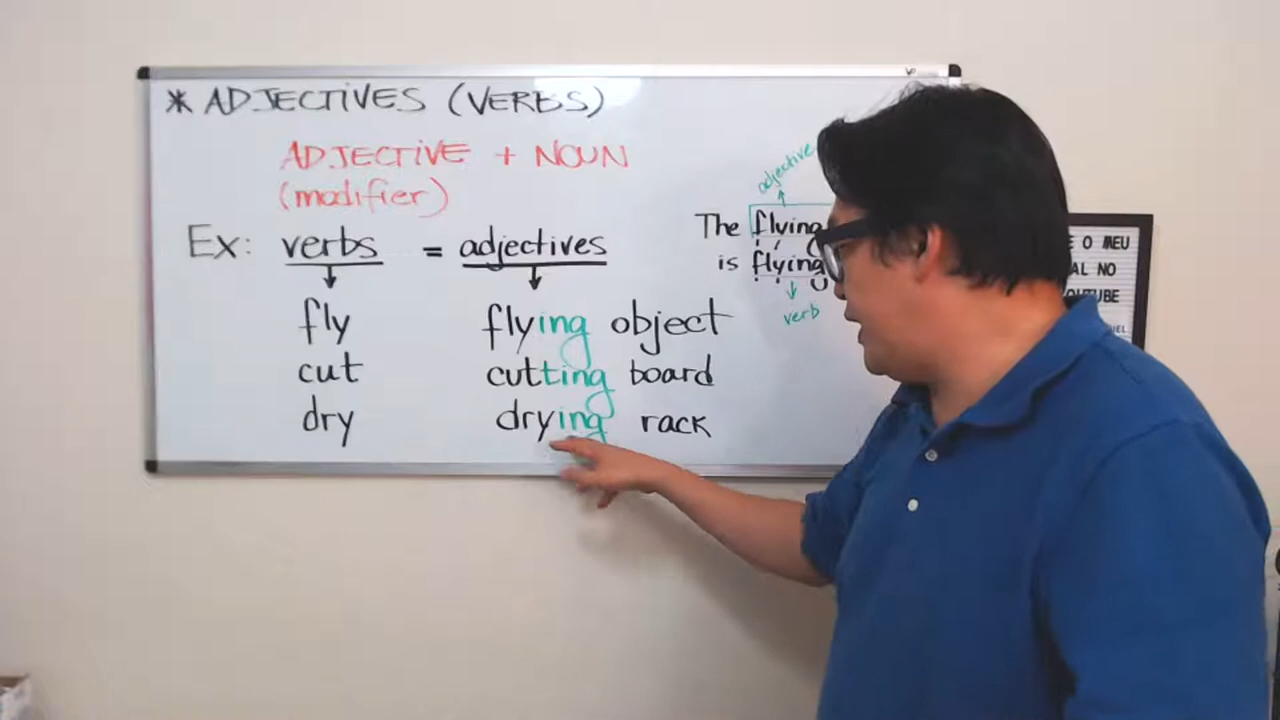 * ADJECTIVES (VERBS)
ADJECTIVE + NOUN
(modifier)
Ex: verbs = adjectives
fly flying object
cut cutting board
dry drying rack
adjective
The flying
is flying
verb
E O MEU
AL NO
UBE